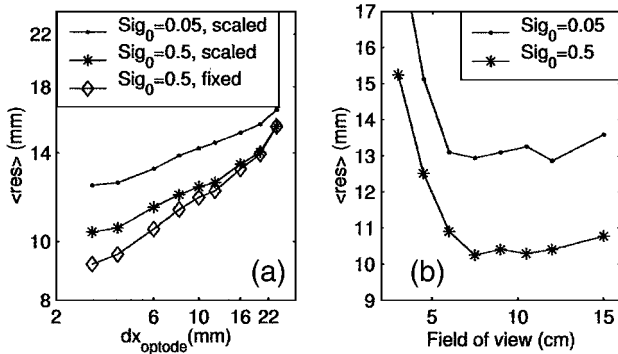 22
18
14
10
8
<res> (mm)
Sig0=0.05, scaled
Sig0=0.5, scaled
Sig0=0.5, fixed
(a)
2
6
10
16
22
dxoptode(mm)
17
16
15
14
13
12
11
10
9
<res> (mm)
Sig0=0.05
Sig0=0.5
(b)
5
10
15
Field of view (cm)